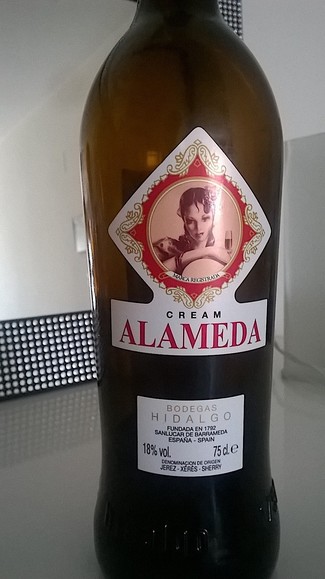 MARCA REGISTRADA
CREAM
ALAMEDA
BODEGAS
HIDALGO
FUNDADA EN 1792
SANLUCAR DE BARRAMEDA
ESPAÑA - SPAIN
18% vol. 75 cl. e
DENOMINACION DE ORIGEN
JEREZ - XÉRÈS - SHERRY